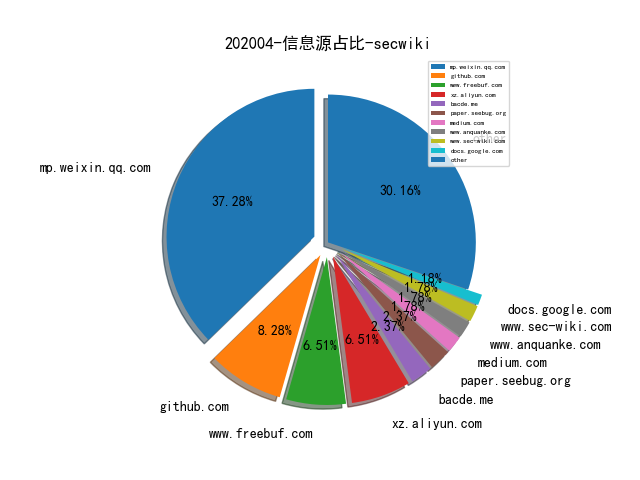 202004-信息源占比-secwiki
mp.weixin.qq.com
github.com
www.freebuf.com
xz.aliyun.com
bacde.me
paper.seebug.org
medium.com
www.anquanke.com
www.sec-wiki.com
docs.google.com
other
other
mp.weixin.qq.com
37.28%
30.16%
1.18%
1.78%
1.78%
1.78%
2.37%
2.37%
8.28%
6.51%
6.51%
docs.google.com
www.sec-wiki.com
www.anquanke.com
medium.com
paper.seebug.org
bacde.me
github.com
xz.aliyun.com
www.freebuf.com